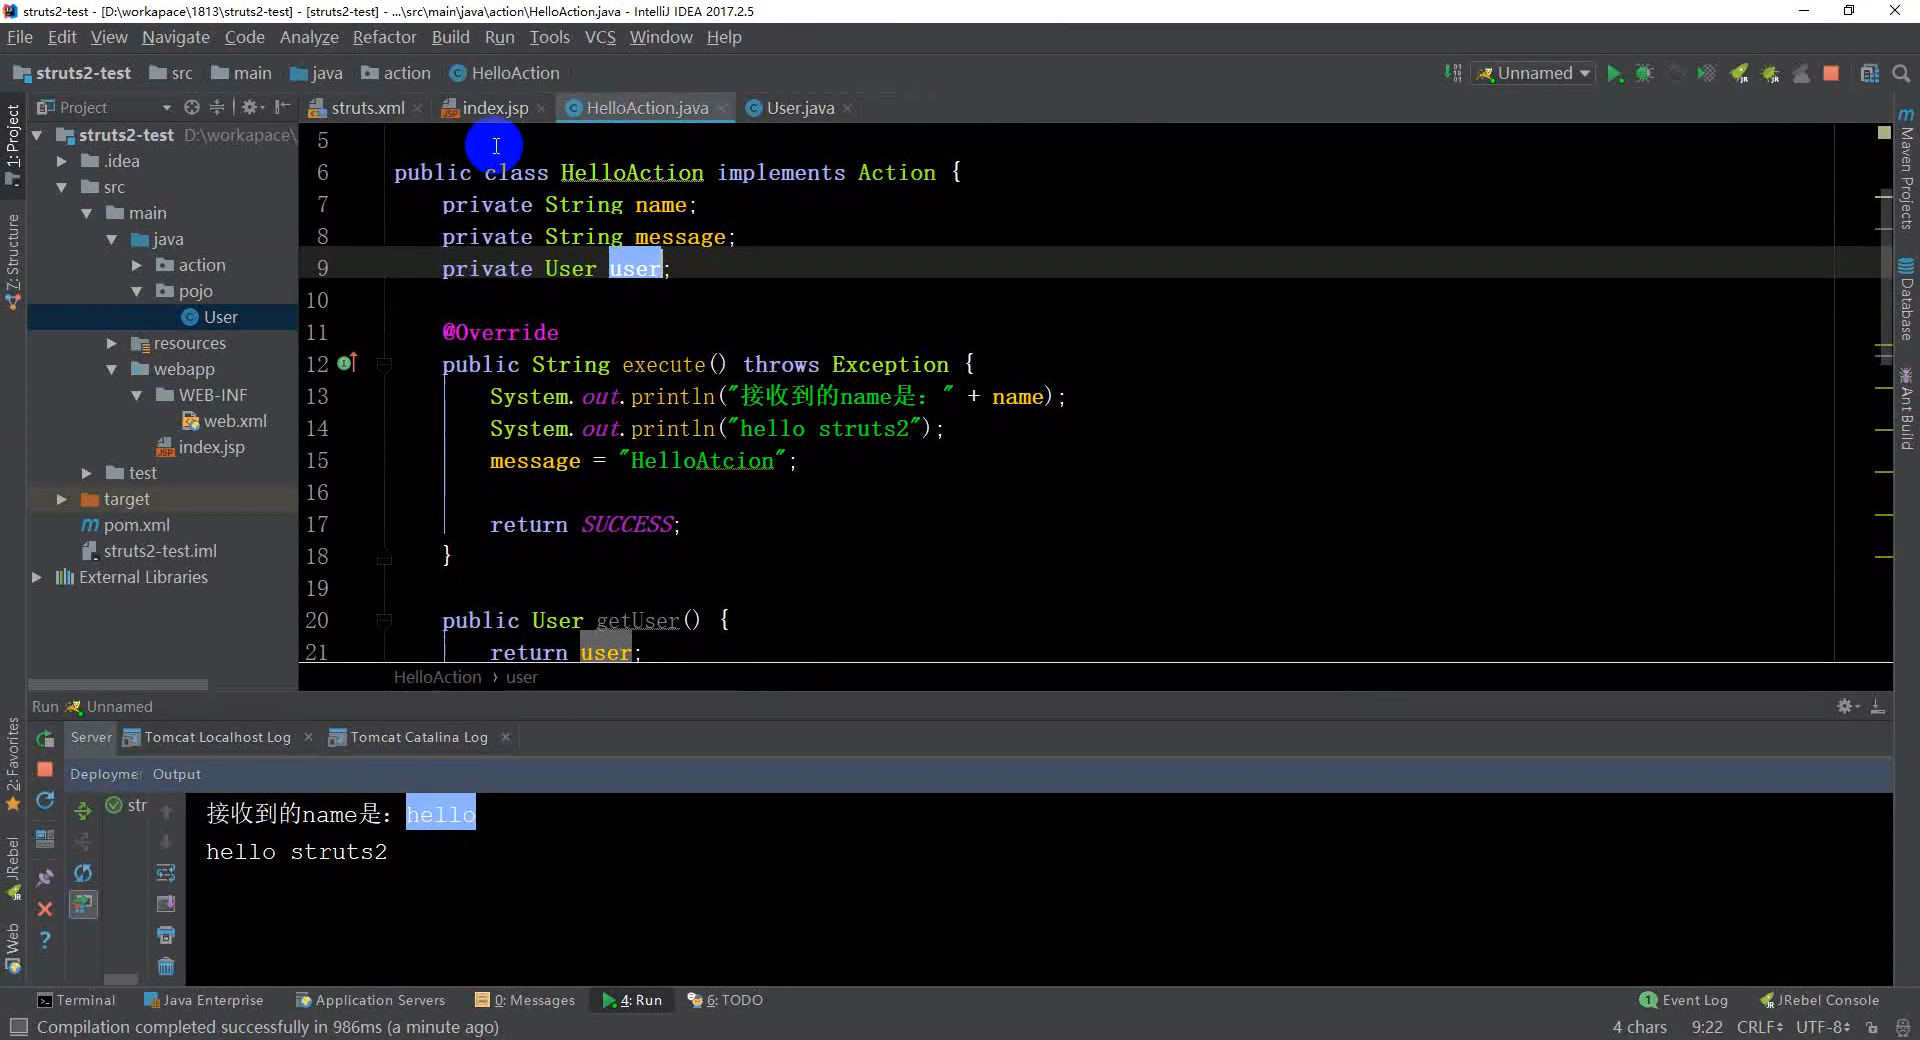 struts2-test - [D:\workapace\1813\struts2-test] - [struts2-test] - ...\src\main\java\action\HelloAction.java - IntelliJ IDEA 2017.2.5
File Edit View Navigate Code Analyze Refactor Build Run Tools VCS Window Help
struts2-test src main java action HelloAction Unnamed
Project struts.xml index.jsp HelloAction.java User.java
struts2-test D:\workapace\
.idea
src
main
java
action
pojo
User
resources
webapp
WEB-INF
web.xml
index.jsp
test
target
pom.xml
struts2-test.iml
External Libraries
1: Project
7: Structure
2: Favorites
JRebel
Web
5
6 public class HelloAction implements Action {
7 private String name;
8 private String message;
9 private User user;
10
11 @Override
12 public String execute() throws Exception {
13 System.out.println("接收到的name是：" + name);
14 System.out.println("hello struts2");
15 message = "HelloAtcion";
16
17 return SUCCESS;
18 }
19
20 public User getUser() {
21 return user;
HelloAction › user
Maven Projects
Database
Ant Build
Run Unnamed
Server Tomcat Localhost Log Tomcat Catalina Log
Deployme Output
str
接收到的name是：hello
hello struts2
Terminal Java Enterprise Application Servers 0: Messages 4: Run 6: TODO 1 Event Log JRebel Console
Compilation completed successfully in 986ms (a minute ago) 4 chars 9:22 CRLF UTF-8